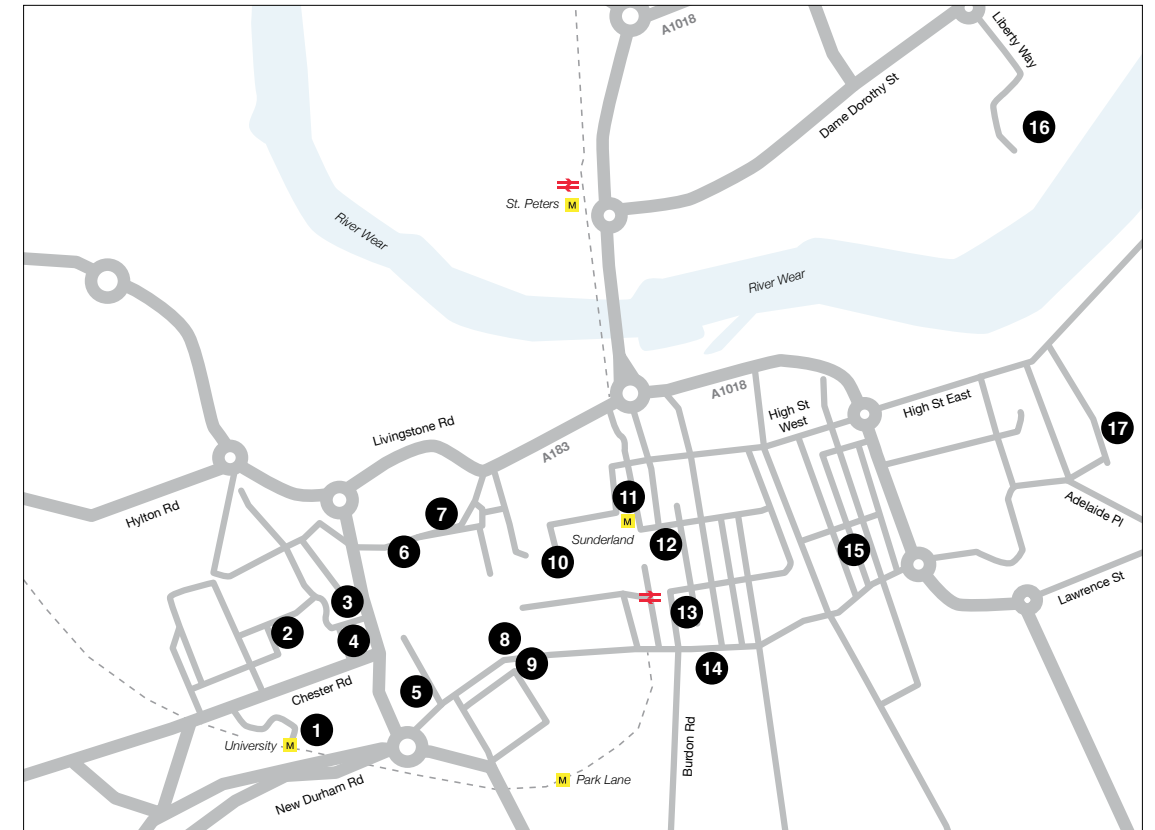 A1018
Liberty Way
Dame Dorothy St
16
St. Peters M
River Wear
River Wear
A1018
High St
West
High St East
17
Livingstone Rd
A183
Hylton Rd
7
11
M
Sunderland
12
6
10
15
Adelaide Pl
Lawrence St
3
13
2
4
8
9
14
5
Chester Rd
1
University M
Burdon Rd
M Park Lane
New Durham Rd